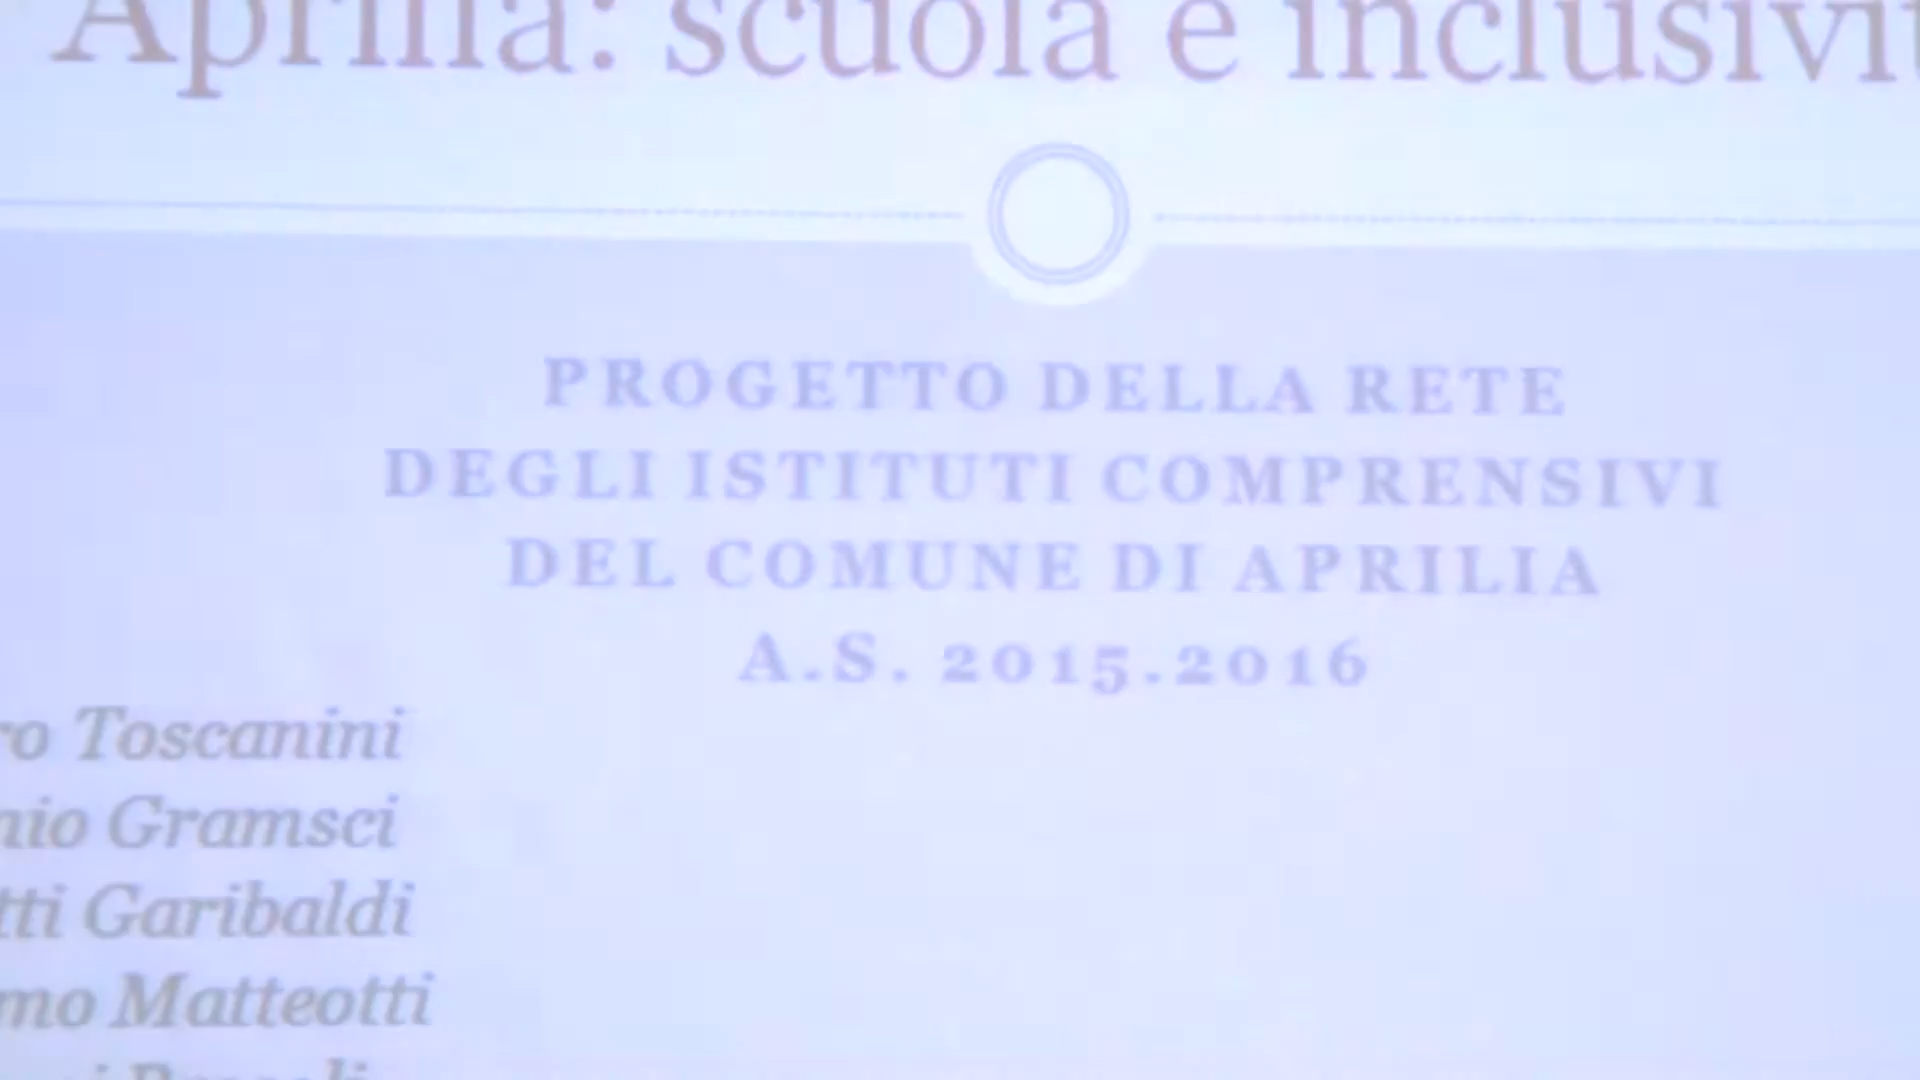 Aprilia: scuola e inclusivit
PROGETTO DELLA RETE
DEGLI ISTITUTI COMPRENSIVI
DEL COMUNE DI APRILIA
A.S. 2015.2016
ro Toscanini
nio Gramsci
tti Garibaldi
mo Matteotti